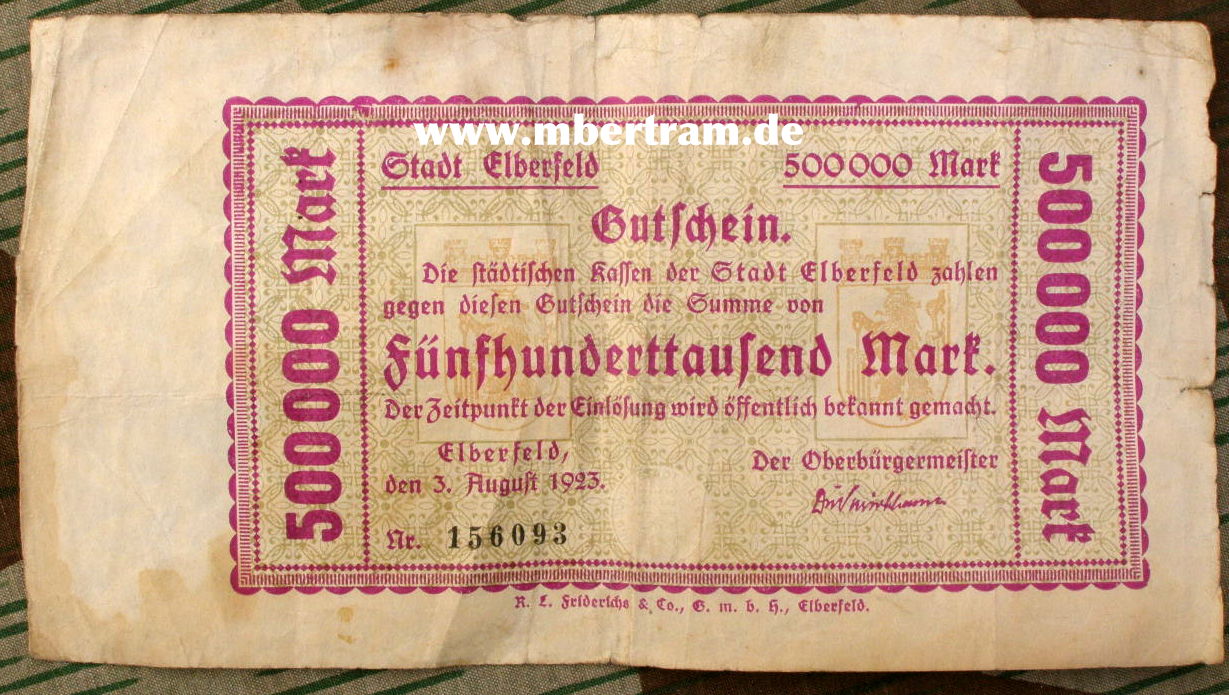 www.mbertram.de
Stadt Elberfeld 500000 Mark
Gutschein.
Die städtischen Kassen der Stadt Elberfeld zahlen
gegen diesen Gutschein die Summe von
Fünfhunderttausend Mark.
Der Zeitpunkt der Einlösung wird öffentlich bekannt gemacht.
Elberfeld,
den 3. August 1923.
Der Oberbürgermeister
Nr. 156093
500000 Mark
500000 Mark
R. L. Friderichs & Co., G. m. b. H., Elberfeld.